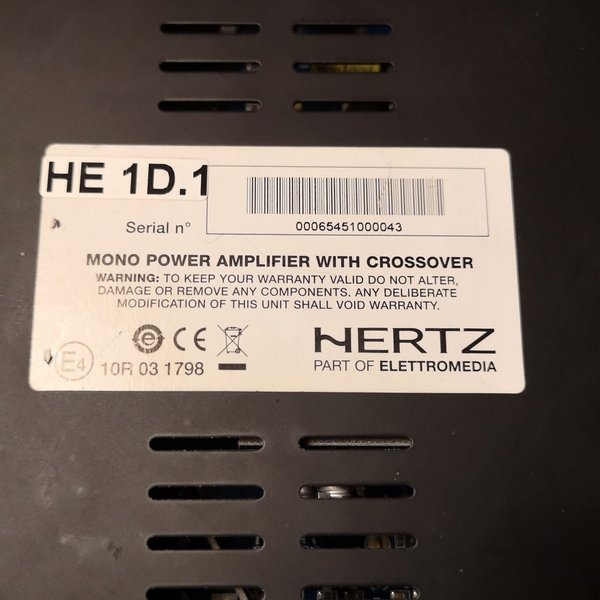 HE 1D.1
Serial n°
00065451000043
MONO POWER AMPLIFIER WITH CROSSOVER
WARNING: TO KEEP YOUR WARRANTY VALID DO NOT ALTER,
DAMAGE OR REMOVE ANY COMPONENTS. ANY DELIBERATE
MODIFICATION OF THIS UNIT SHALL VOID WARRANTY.
e CE
HERTZ
E4 10R 03 1798
PART OF ELETTROMEDIA